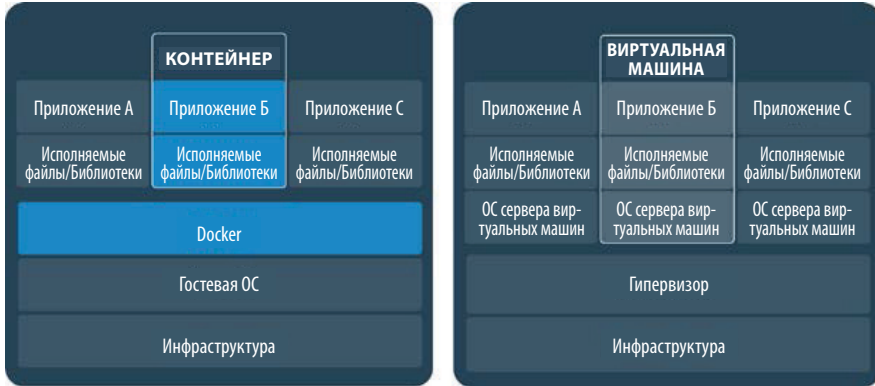 КОНТЕЙНЕР
Приложение А
Приложение Б
Приложение С
Исполняемые
файлы/Библиотеки
Исполняемые
файлы/Библиотеки
Исполняемые
файлы/Библиотеки
Docker
Гостевая ОС
Инфраструктура
ВИРТУАЛЬНАЯ
МАШИНА
Приложение А
Приложение Б
Приложение С
Исполняемые
файлы/Библиотеки
Исполняемые
файлы/Библиотеки
Исполняемые
файлы/Библиотеки
ОС сервера вир-
туальных машин
ОС сервера вир-
туальных машин
ОС сервера вир-
туальных машин
Гипервизор
Инфраструктура